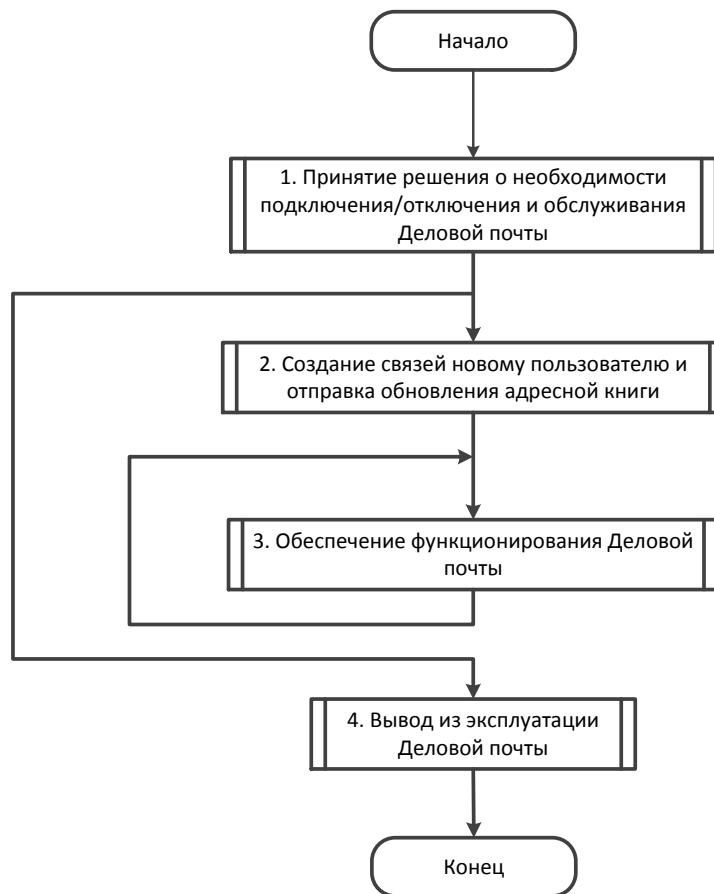 Начало
1. Принятие решения о необходимости
подключения/отключения и обслуживания
Деловой почты
2. Создание связей новому пользователю и
отправка обновления адресной книги
3. Обеспечение функционирования Деловой
почты
4. Вывод из эксплуатации
Деловой почты
Конец